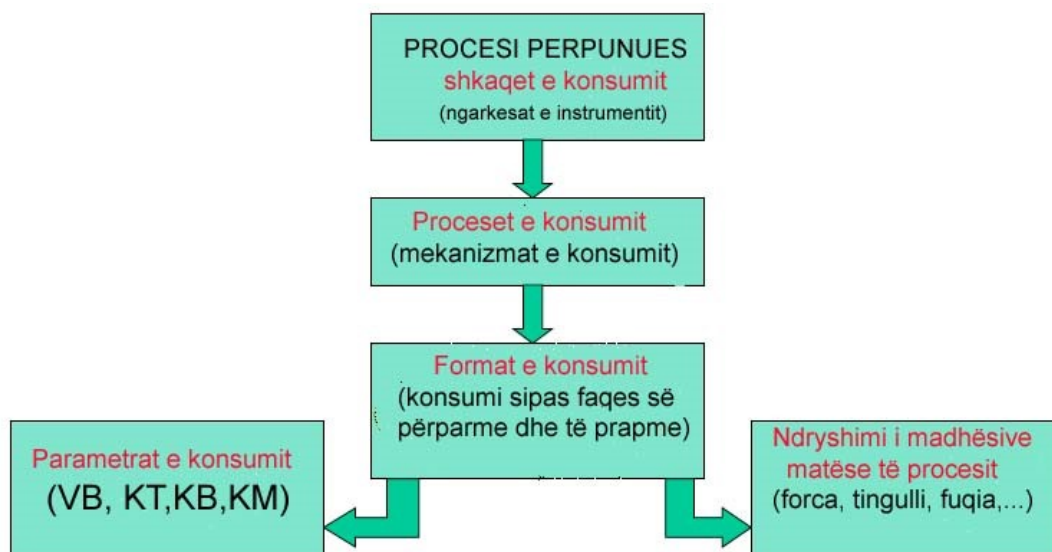 PROCESI PERPUNUES
shkaqet e konsumit
(ngarkesat e instrumentit)
Proceset e konsumit
(mekanizmat e konsumit)
Format e konsumit
(konsumi sipas faqes së
përparme dhe të prapme)
Parametrat e konsumit
(VB, KT,KB,KM)
Ndryshimi i madhësive
matëse të procesit
(forca, tingulli, fuqia,...)